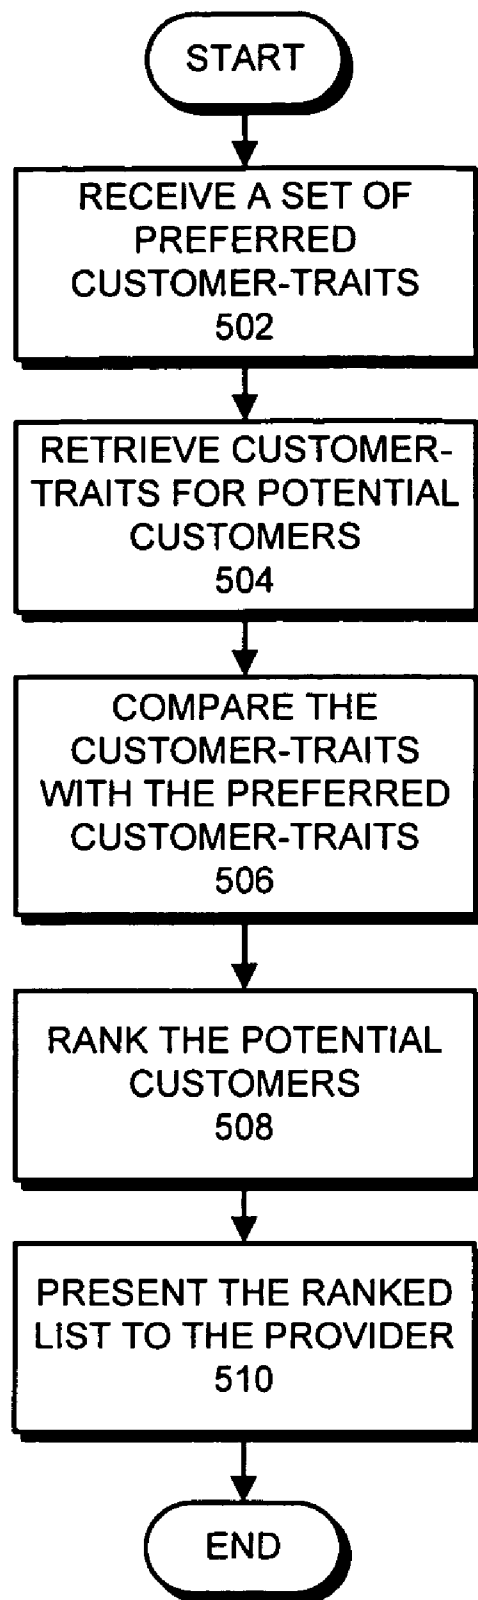 START
RECEIVE A SET OF
PREFERRED
CUSTOMER-TRAITS
502
RETRIEVE CUSTOMER-
TRAITS FOR POTENTIAL
CUSTOMERS
504
COMPARE THE
CUSTOMER-TRAITS
WITH THE PREFERRED
CUSTOMER-TRAITS
506
RANK THE POTENTIAL
CUSTOMERS
508
PRESENT THE RANKED
LIST TO THE PROVIDER
510
END